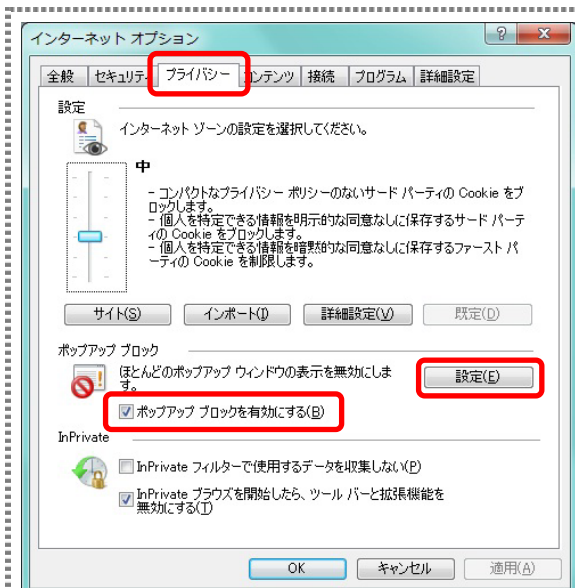 インターネット オプション
全般 セキュリティ プライバシー コンテンツ 接続 プログラム 詳細設定
設定
インターネット ゾーンの設定を選択してください。
中
- コンパクトなプライバシー ポリシーのないサード パーティの Cookie をブ
ロックします。
- 個人を特定できる情報を明示的な同意なしに保存するサード パーテ
ィの Cookie をブロックします。
- 個人を特定できる情報を暗黙的な同意なしに保存するファースト パ
ーティの Cookie を制限します。
サイト(S) インポート(I) 詳細設定(V) 既定(D)
ポップアップ ブロック
ほとんどのポップアップ ウィンドウの表示を無効にしま
す。
設定(E)
ポップアップ ブロックを有効にする(B)
InPrivate
InPrivate フィルターで使用するデータを収集しない(P)
InPrivate ブラウズを開始したら、ツール バーと拡張機能を
無効にする(T)
OK キャンセル 適用(A)